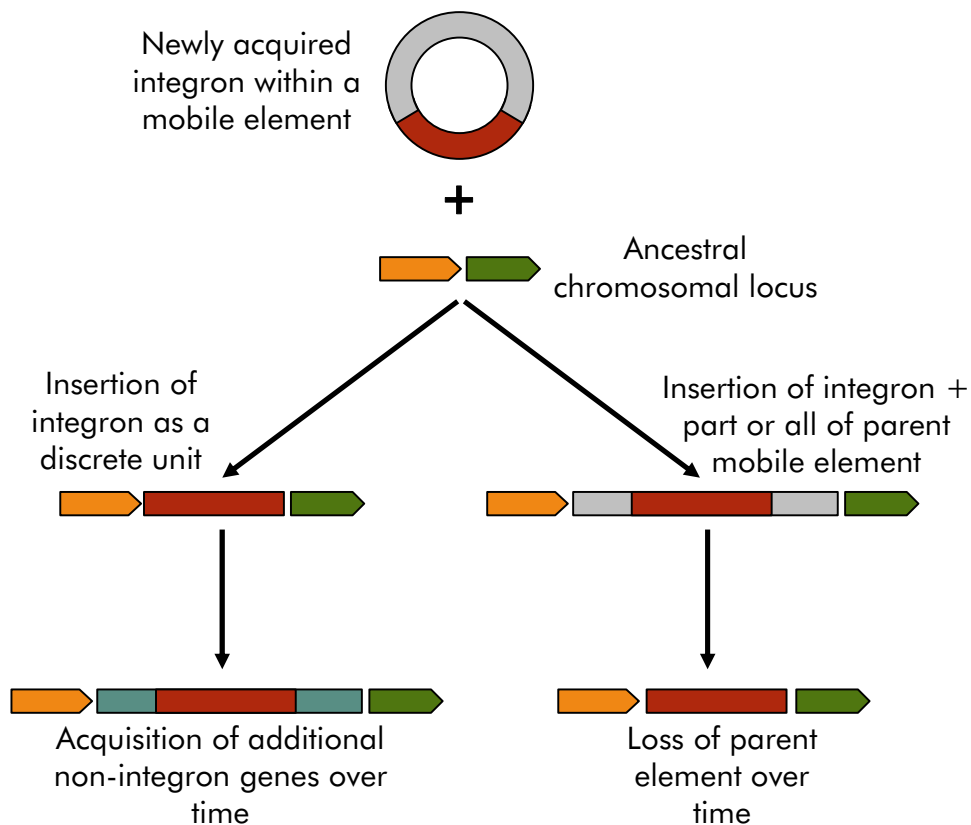 Newly acquired
integron within a
mobile element
+
Ancestral
chromosomal locus
Insertion of
integron as a
discrete unit
Insertion of integron +
part or all of parent
mobile element
Acquisition of additional
non-integron genes over
time
Loss of parent
element over
time